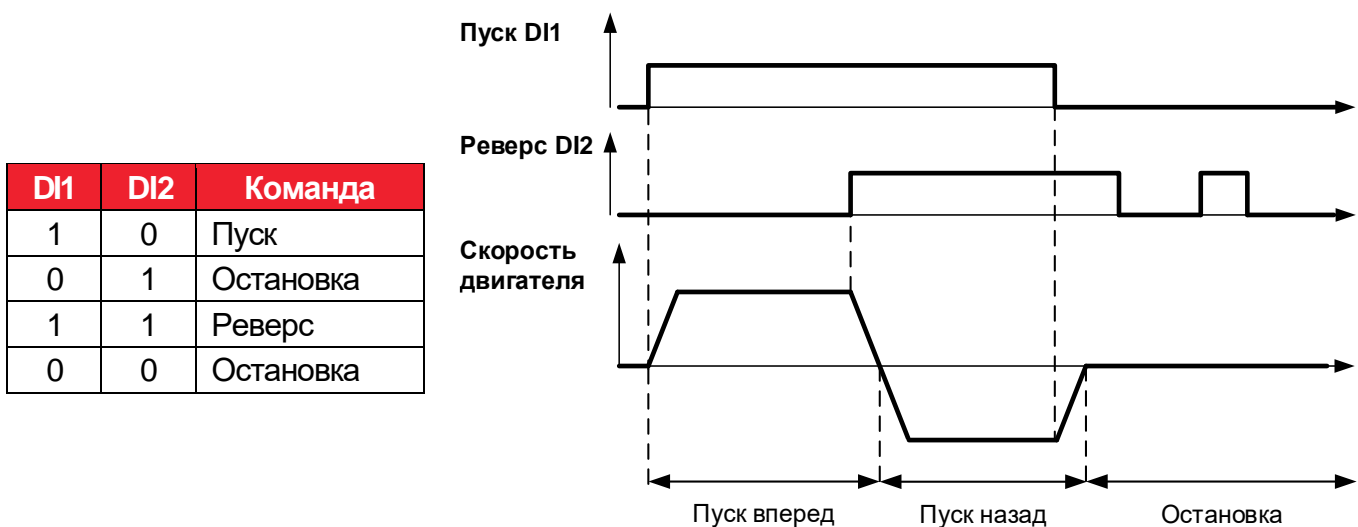 Пуск DI1
Реверс DI2
DI1 DI2 Команда
1 0 Пуск
0 1 Остановка
1 1 Реверс
0 0 Остановка
Скорость
двигателя
Пуск вперед Пуск назад Остановка